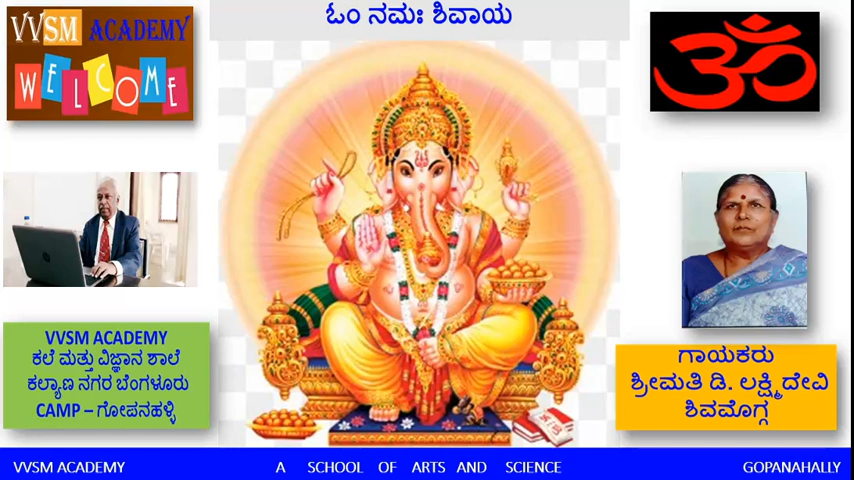 VVSM ACADEMY
WELCOME
ಓಂ ನಮಃ ಶಿವಾಯ
ॐ
VVSM ACADEMY
ಕಲೆ ಮತ್ತು ವಿಜ್ಞಾನ ಶಾಲೆ
ಕಲ್ಯಾಣ ನಗರ ಬೆಂಗಳೂರು
CAMP – ಗೋಪನಹಳ್ಳಿ
ಗಾಯಕರು
ಶ್ರೀಮತಿ ಡಿ. ಲಕ್ಷ್ಮಿದೇವಿ
ಶಿವಮೊಗ್ಗ
VVSM ACADEMY A SCHOOL OF ARTS AND SCIENCE GOPANAHALLY